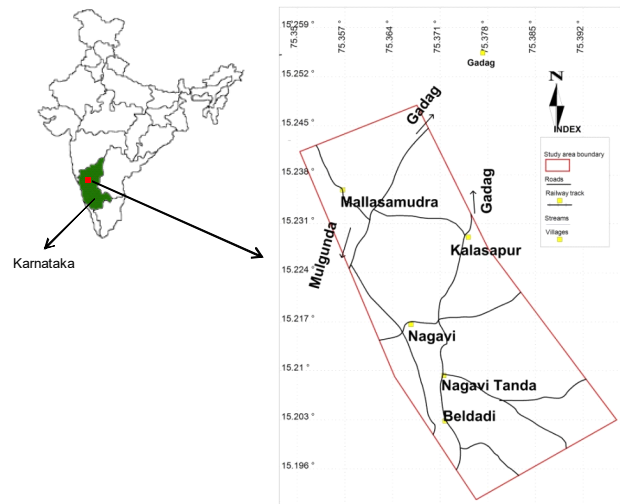 Karnataka
15.259 °
15.252 °
15.245 °
15.238 °
15.231 °
15.224 °
15.217 °
15.21 °
15.203 °
15.196 °
75.357 °
75.364 °
75.371 °
75.378 °
75.385 °
75.392 °
Gadag
N
INDEX
Study area boundary
Roads
Railway track
Streams
Villages
Gadag
Gadag
Mallasamudra
Mulgunda
Kalasapur
Nagavi
Nagavi Tanda
Beldadi